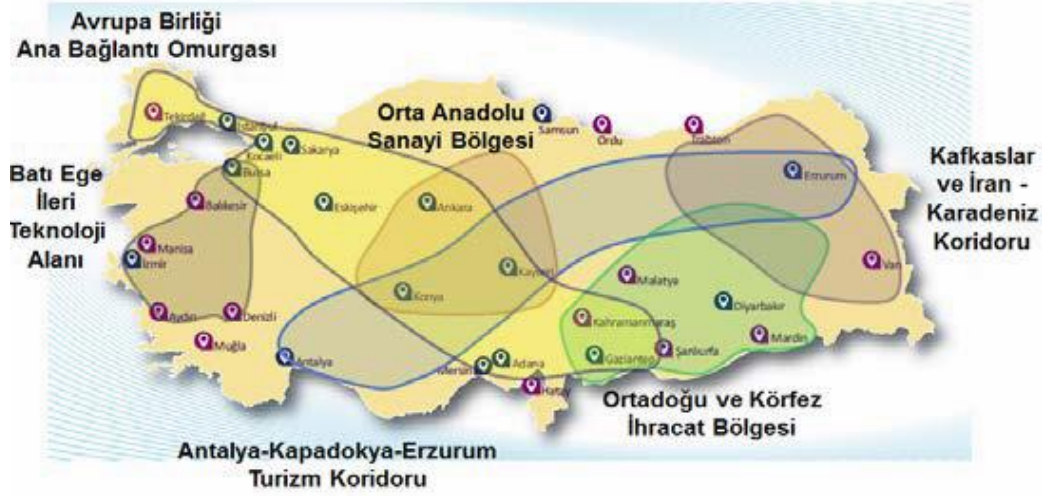 Avrupa Birliği
Ana Bağlantı Omurgası
Orta Anadolu
Sanayi Bölgesi
Kafkaslar
ve İran -
Karadeniz
Koridoru
Batı Ege
İleri
Teknoloji
Alanı
Tekirdağ
İstanbul
Kocaeli
Sakarya
Bursa
Balıkesir
Eskişehir
Ankara
Samsun
Ordu
Trabzon
Erzurum
Manisa
İzmir
Aydın
Denizli
Muğla
Antalya
Konya
Kayseri
Malatya
Diyarbakır
Van
Kahramanmaraş
Mardin
Gaziantep
Şanlıurfa
Mersin
Adana
Hatay
Ortadoğu ve Körfez
İhracat Bölgesi
Antalya-Kapadokya-Erzurum
Turizm Koridoru